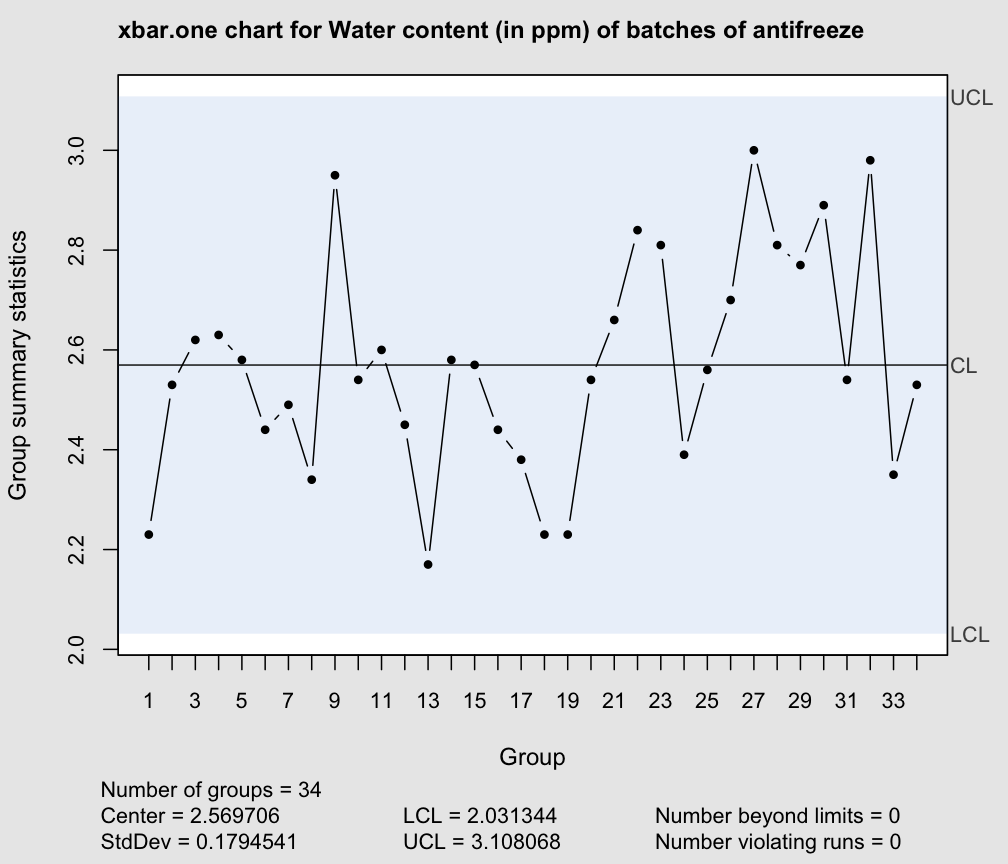 xbar.one chart for Water content (in ppm) of batches of antifreeze
UCL
CL
LCL
Group summary statistics
3.0
2.8
2.6
2.4
2.2
2.0
1 3 5 7 9 11 13 15 17 19 21 23 25 27 29 31 33
Group
Number of groups = 34
Center = 2.569706 LCL = 2.031344 Number beyond limits = 0
StdDev = 0.1794541 UCL = 3.108068 Number violating runs = 0